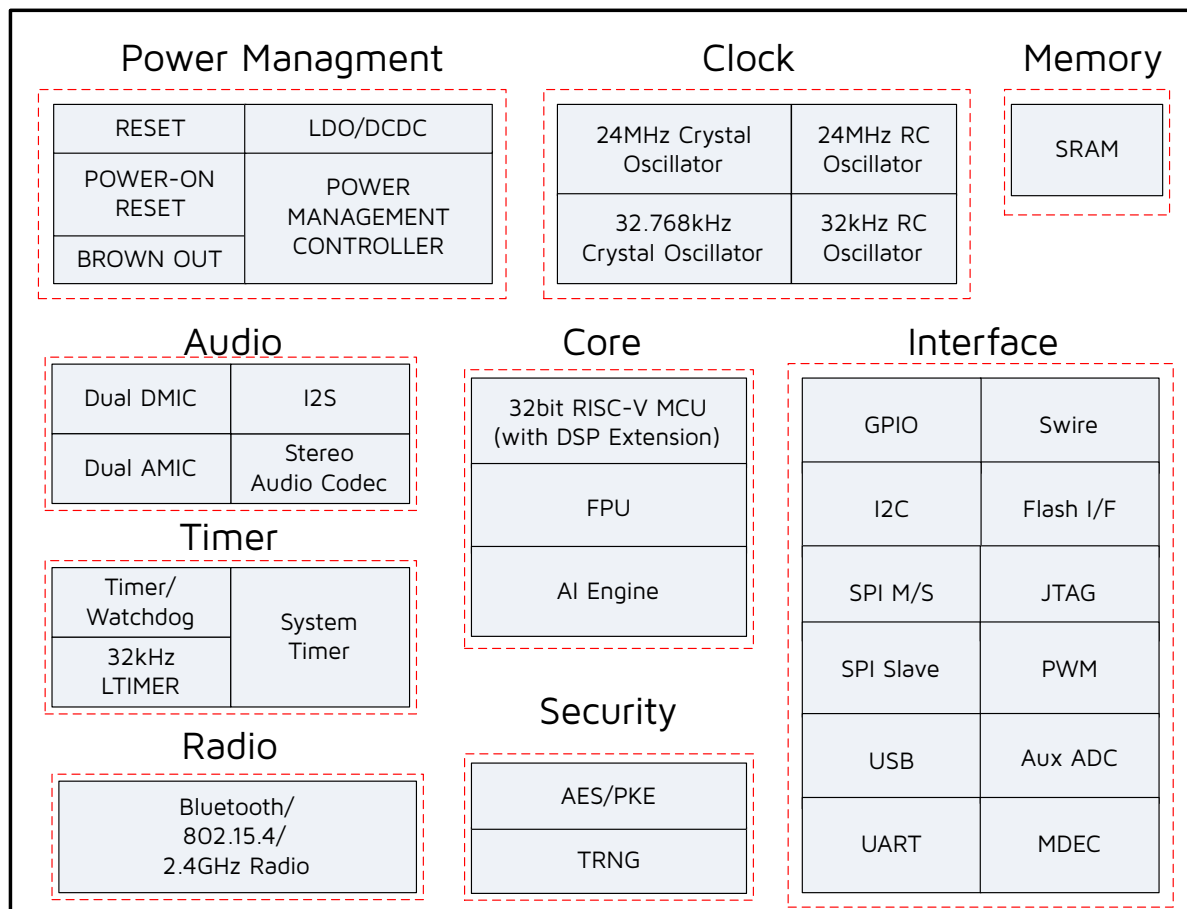 Power Managment
RESET
LDO/DCDC
POWER-ON
RESET
POWER
MANAGEMENT
CONTROLLER
BROWN OUT
Clock
24MHz Crystal
Oscillator
24MHz RC
Oscillator
32.768kHz
Crystal Oscillator
32kHz RC
Oscillator
Memory
SRAM
Audio
Dual DMIC
I2S
Dual AMIC
Stereo
Audio Codec
Core
32bit RISC-V MCU
(with DSP Extension)
FPU
AI Engine
Interface
GPIO
Swire
I2C
Flash I/F
SPI M/S
JTAG
SPI Slave
PWM
USB
Aux ADC
UART
MDEC
Timer
Timer/
Watchdog
System
Timer
32kHz
LTIMER
Security
AES/PKE
TRNG
Radio
Bluetooth/
802.15.4/
2.4GHz Radio